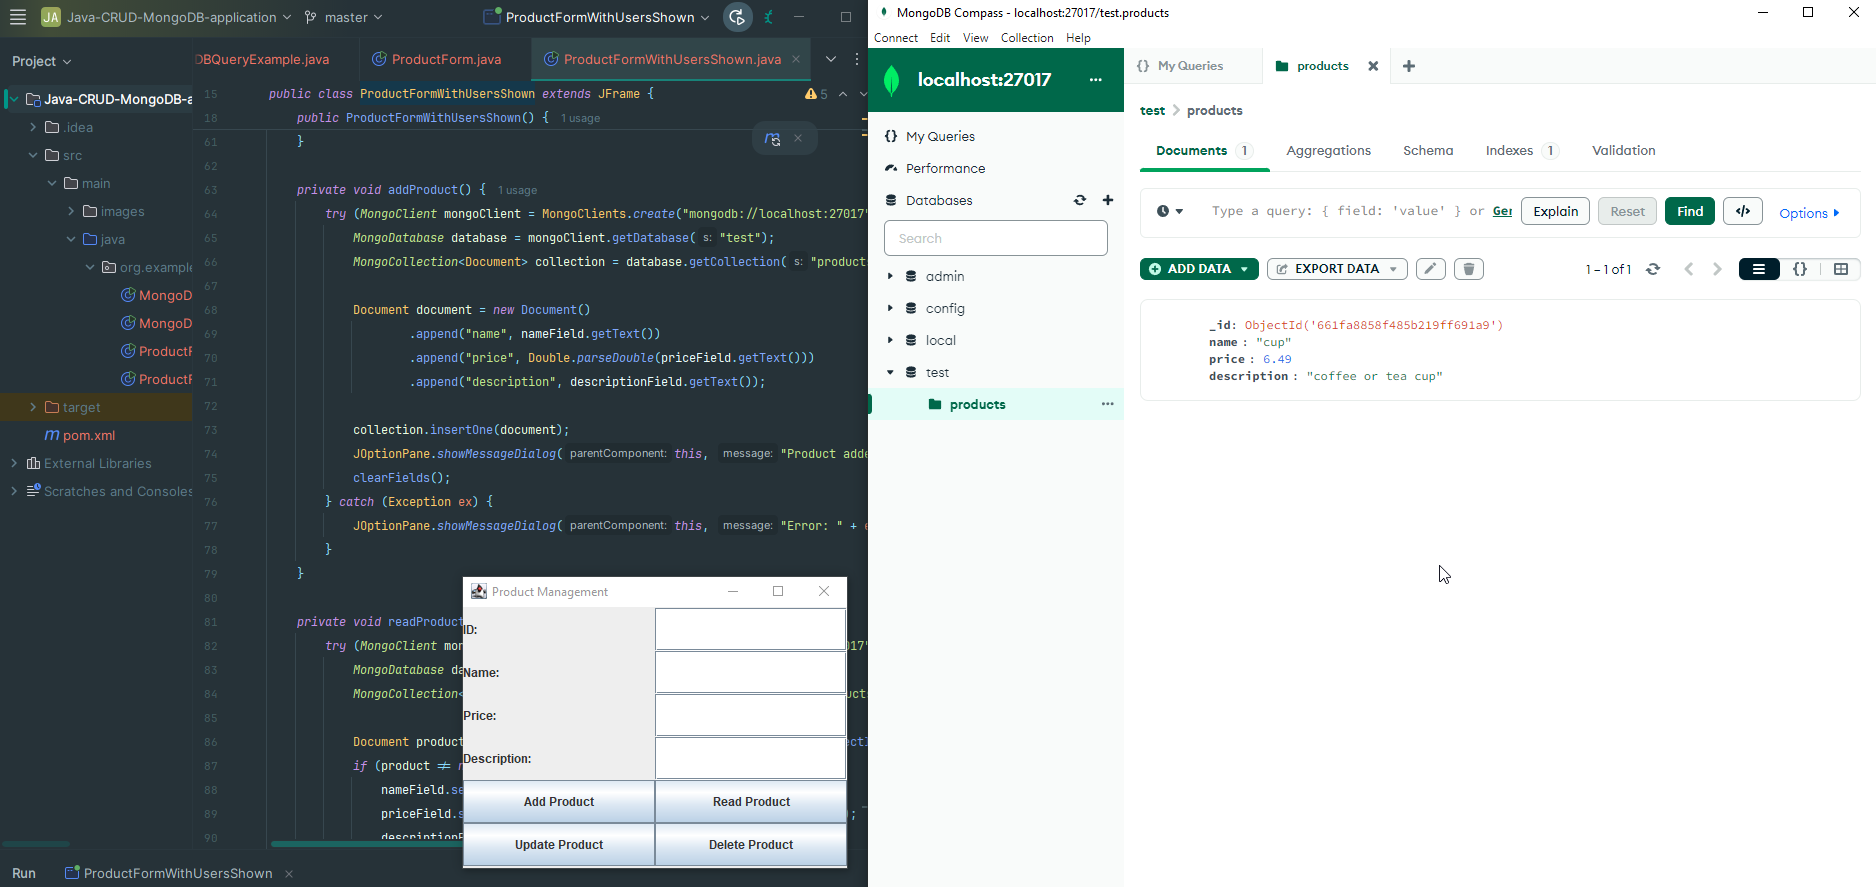 JA Java-CRUD-MongoDB-application master ProductFormWithUsersShown
Project
DBQueryExample.java ProductForm.java ProductFormWithUsersShown.java
Java-CRUD-MongoDB-a
.idea
src
main
images
java
org.example
MongoD
MongoD
ProductF
ProductF
target
m pom.xml
External Libraries
Scratches and Consoles
15 public class ProductFormWithUsersShown extends JFrame { 5
18 public ProductFormWithUsersShown() { 1 usage
61 }
62
63 private void addProduct() { 1 usage
64 try (MongoClient mongoClient = MongoClients.create("mongodb://localhost:27017"
65 MongoDatabase database = mongoClient.getDatabase( s: "test");
66 MongoCollection<Document> collection = database.getCollection( s: "product
67
68 Document document = new Document()
69 .append("name", nameField.getText())
70 .append("price", Double.parseDouble(priceField.getText()))
71 .append("description", descriptionField.getText());
72
73 collection.insertOne(document);
74 JOptionPane.showMessageDialog( parentComponent: this, message: "Product adde
75 clearFields();
76 } catch (Exception ex) {
77 JOptionPane.showMessageDialog( parentComponent: this, message: "Error: " + e
78 }
79 }
80
81 private void readProduct
82 try (MongoClient mon 017"
83 MongoDatabase da
84 MongoCollection< uct
85
86 Document product ectI
87 if (product ≠ n
88 nameField.se
89 priceField.s ;
90 descriptionF
Run ProductFormWithUsersShown
Product Management
ID:
Name:
Price:
Description:
Add Product Read Product
Update Product Delete Product
MongoDB Compass - localhost:27017/test.products
Connect Edit View Collection Help
localhost:27017 ...
{} My Queries
Performance
Databases
Search
admin
config
local
test
products ...
{} My Queries products
test > products
Documents 1 Aggregations Schema Indexes 1 Validation
Type a query: { field: 'value' } or Ger Explain Reset Find </> Options
ADD DATA EXPORT DATA 1 – 1 of 1 {}
_id: ObjectId('661fa8858f485b219ff691a9')
name : "cup"
price : 6.49
description : "coffee or tea cup"